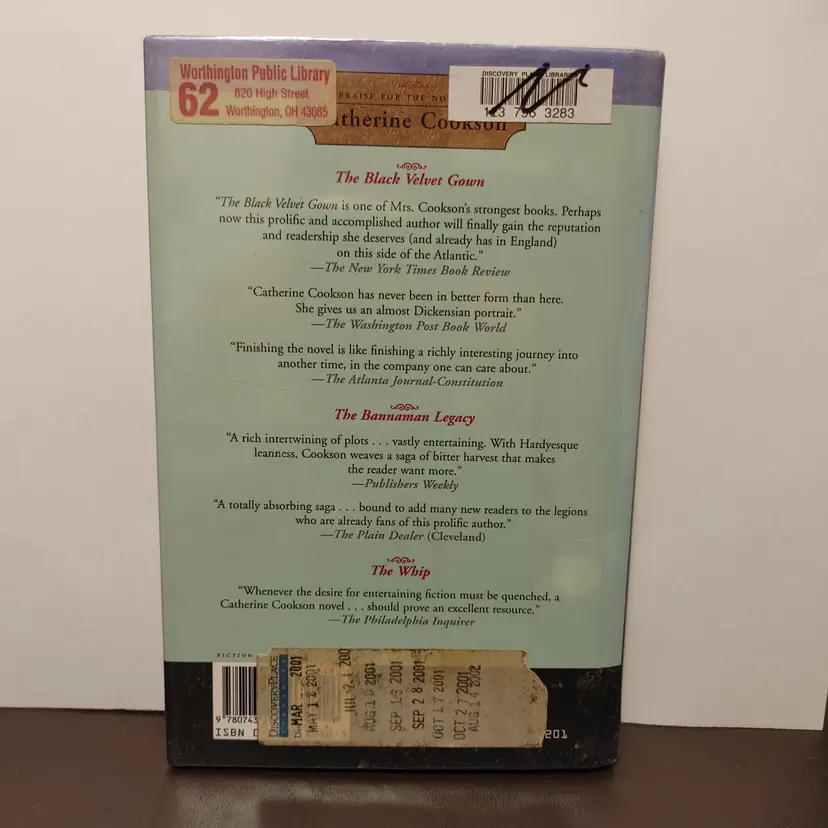 Worthington Public Library
62
820 High Street
Worthington, OH 43085
DISCOVERY
123 796 3283
PRAISE FOR THE
Catherine Cookson
The Black Velvet Gown
“The Black Velvet Gown is one of Mrs. Cookson’s strongest books. Perhaps
now this prolific and accomplished author will finally gain the reputation
and readership she deserves (and already has in England)
on this side of the Atlantic.”
—The New York Times Book Review
“Catherine Cookson has never been in better form than here.
She gives us an almost Dickensian portrait.”
—The Washington Post Book World
“Finishing the novel is like finishing a richly interesting journey into
another time, in the company one can care about.”
—The Atlanta Journal-Constitution
The Bannaman Legacy
“A rich intertwining of plots . . . vastly entertaining. With Hardyesque
leanness, Cookson weaves a saga of bitter harvest that makes
the reader want more.”
—Publishers Weekly
“A totally absorbing saga . . . bound to add many new readers to the legions
who are already fans of this prolific author.”
—The Plain Dealer (Cleveland)
The Whip
“Whenever the desire for entertaining fiction must be quenched, a
Catherine Cookson novel . . . should prove an excellent resource.”
—The Philadelphia Inquirer
FICTION
DISCOVERY PLACE
MAR 2001
MAY 1 2 2001
AUG 1 0 2001
SEP 1 3 2001
SEP 2 8 2001
OCT 1 7 2001
OCT 2 7 2001
AUG 1 4 2002
9 780743
ISBN
201